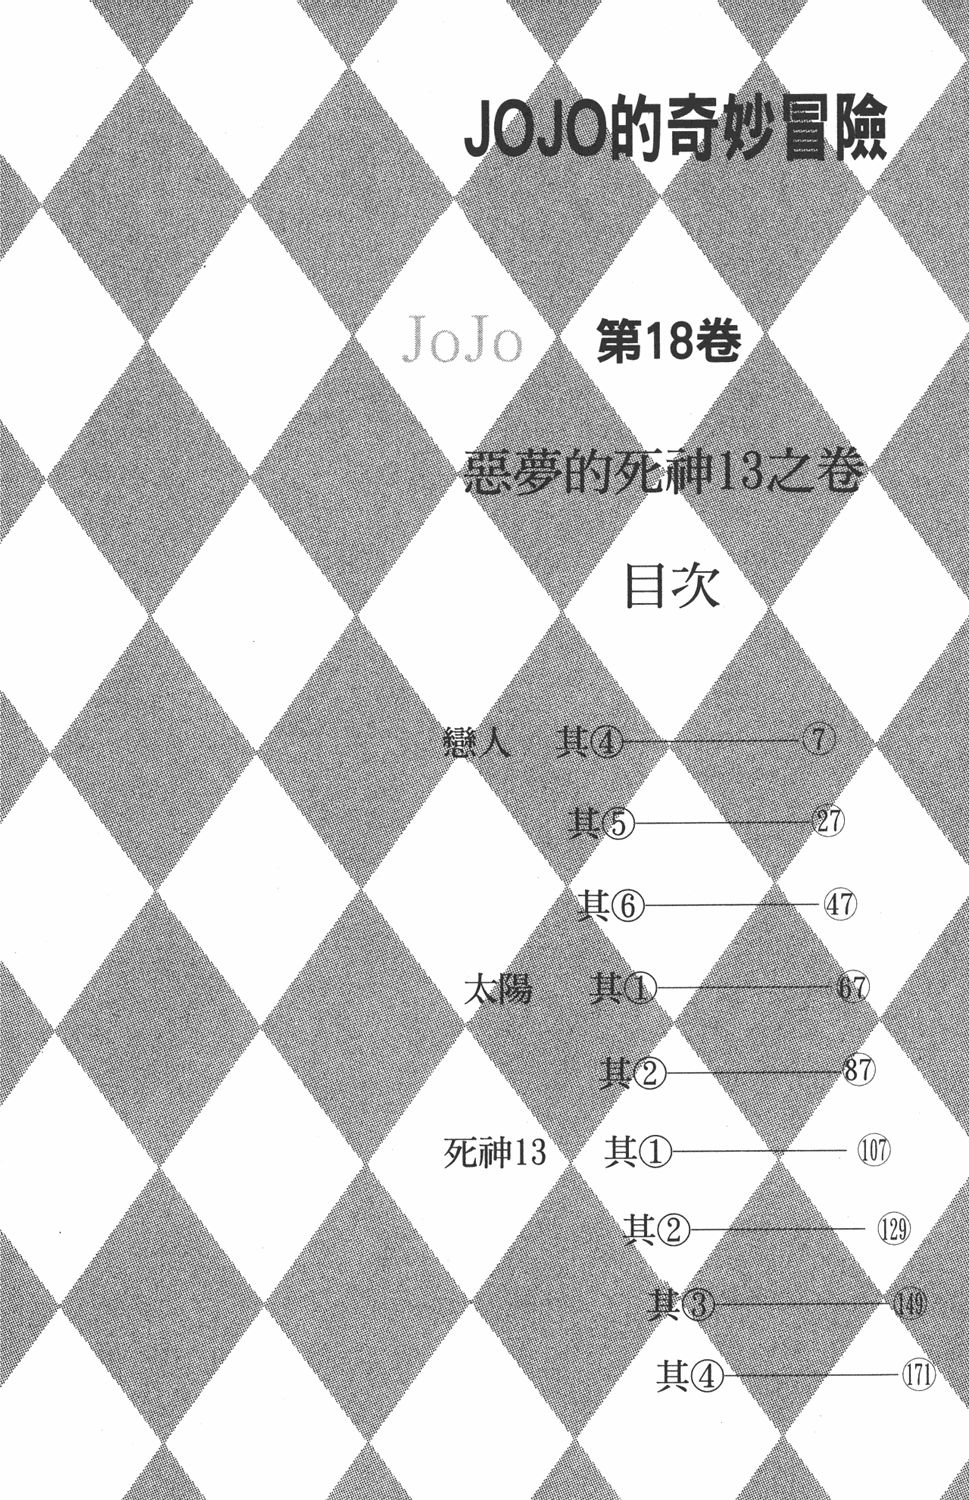 JOJO的奇妙冒險
JoJo 第18卷
惡夢的死神13之卷
目次
戀人 其④ ⑦
其⑤ 27
其⑥ 47
太陽 其① 67
其② 87
死神13 其① 107
其② 129
其③ 149
其④ 171